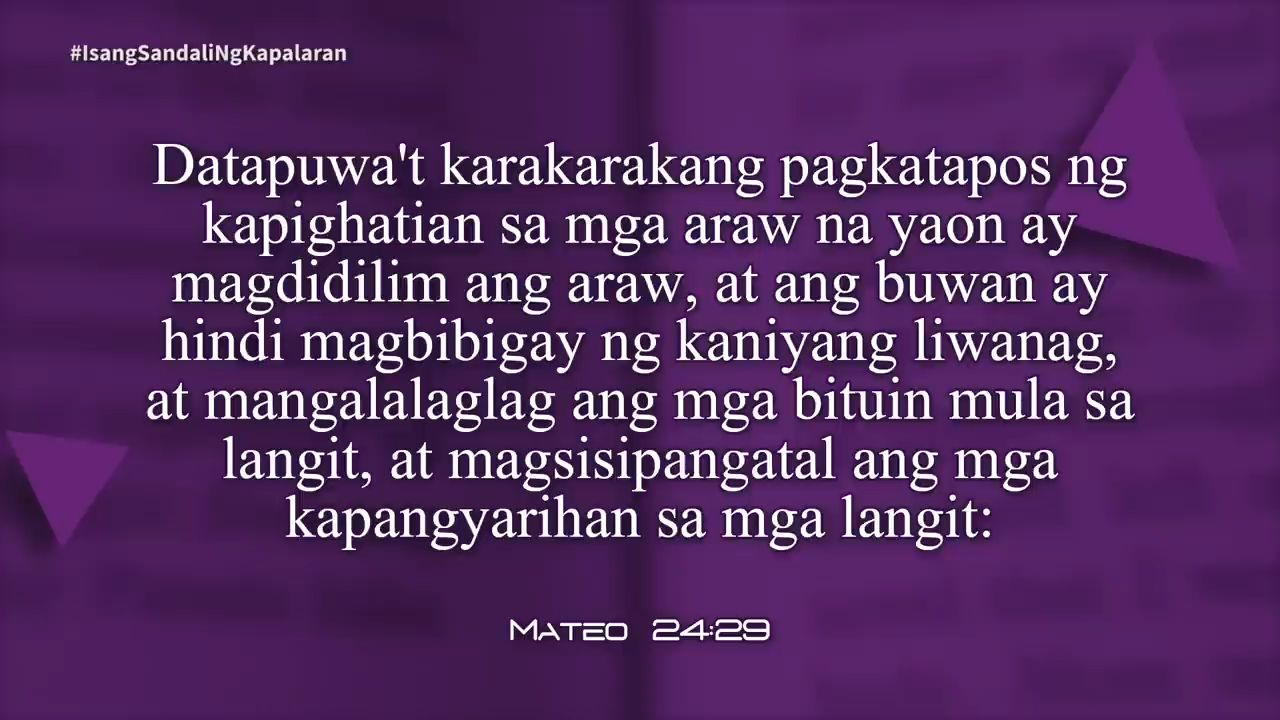 #IsangSandaliNgKapalaran
Datapuwa't karakarakang pagkatapos ng
kapighatian sa mga araw na yaon ay
magdidilim ang araw, at ang buwan ay
hindi magbibigay ng kaniyang liwanag,
at mangalalaglag ang mga bituin mula sa
langit, at magsisipangatal ang mga
kapangyarihan sa mga langit:
Mateo 24:29